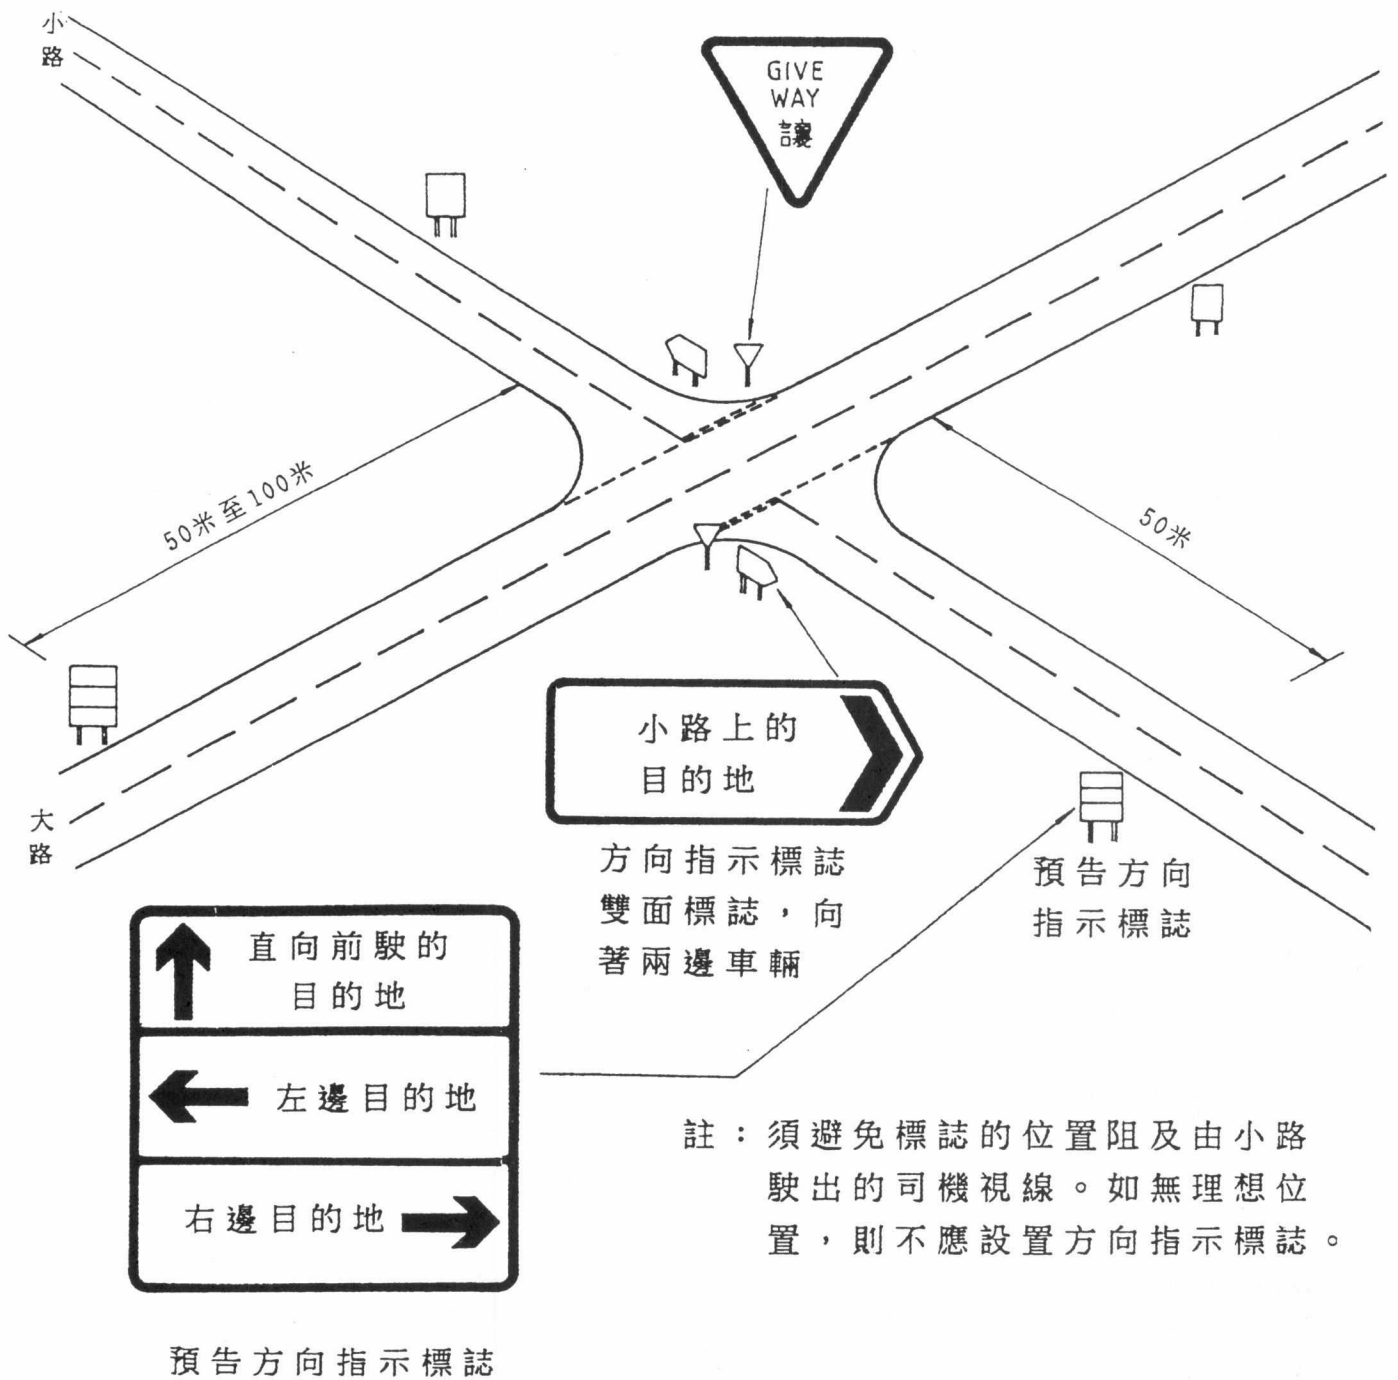 小
路
GIVE
WAY
讓
50米至100米
50米
大
路
小路上的
目的地
方向指示標誌
雙面標誌，向
著兩邊車輛
預告方向
指示標誌
直向前駛的
目的地
左邊目的地
右邊目的地
預告方向指示標誌
註：須避免標誌的位置阻及由小路
駛出的司機視線。如無理想位
置，則不應設置方向指示標誌。